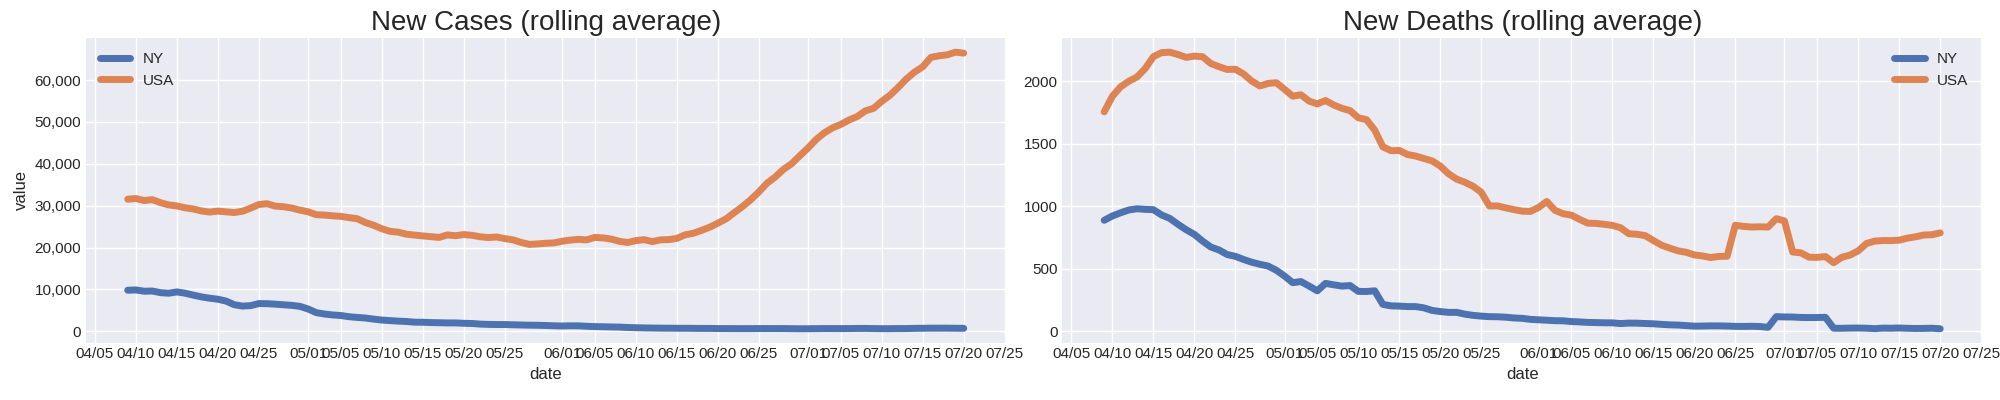 New Cases (rolling average)
NY
USA
60,000
50,000
40,000
30,000
20,000
10,000
0
value
04/05 04/10 04/15 04/20 04/25 05/01 05/05 05/10 05/15 05/20 05/25 06/01 06/05 06/10 06/15 06/20 06/25 07/01 07/05 07/10 07/15 07/20 07/25
date
New Deaths (rolling average)
NY
USA
2000
1500
1000
500
0
04/05 04/10 04/15 04/20 04/25 05/01 05/05 05/10 05/15 05/20 05/25 06/01 06/05 06/10 06/15 06/20 06/25 07/01 07/05 07/10 07/15 07/20 07/25
date